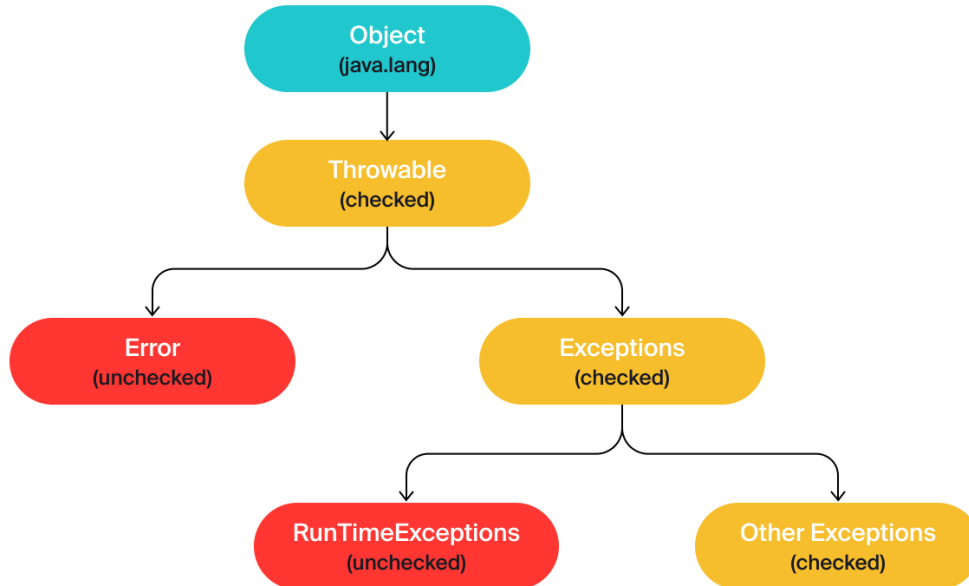 Object
(java.lang)
Throwable
(checked)
Error
(unchecked)
Exceptions
(checked)
RunTimeExceptions
(unchecked)
Other Exceptions
(checked)